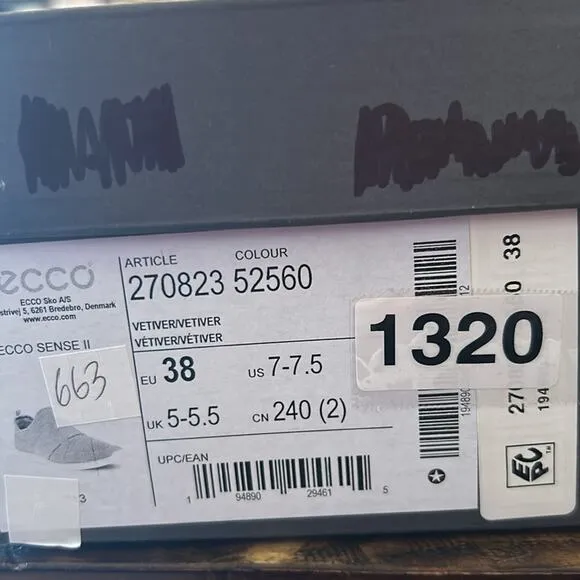 ecco
ECCO Sko A/S
strivej 5, 6261 Bredebro, Denmark
www.ecco.com
ECCO SENSE II
ARTICLE COLOUR
270823 52560
VETIVER/VETIVER
VÉTIVER/VÉTIVER
EU 38 US 7-7.5
UK 5-5.5 CN 240 (2)
UPC/EAN
1 94890 29461 5
663
1320
38